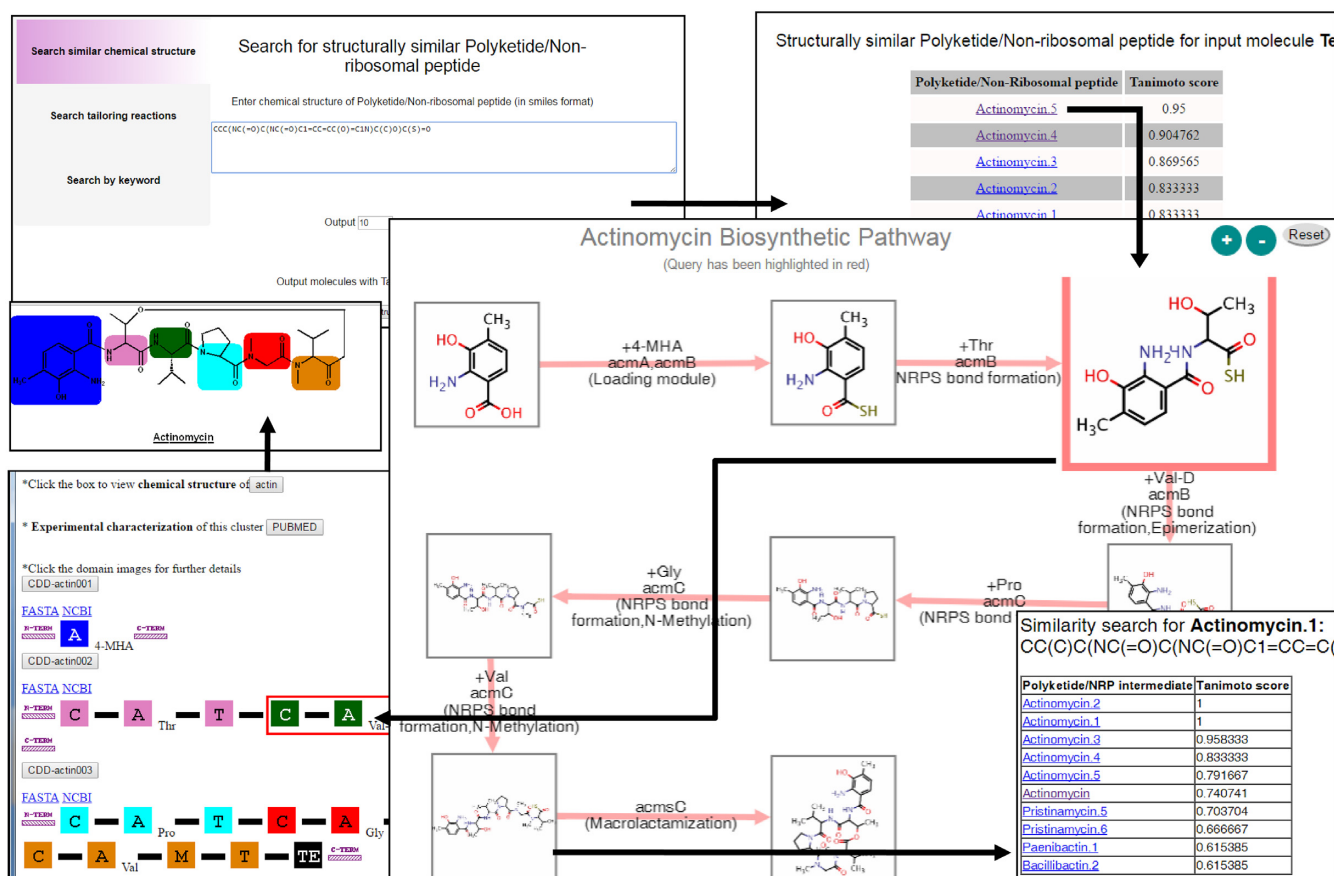 Search similar chemical structure
Search tailoring reactions
Search by keyword
Search for structurally similar Polyketide/Non-
ribosomal peptide
Enter chemical structure of Polyketide/Non-ribosomal peptide (in smiles format)
CCC(NC(=O)C(NC(=O)C1=CC=CC(O)=C1N)C(C)O)C(S)=O
Output 10
Output molecules with Ta
Structurally similar Polyketide/Non-ribosomal peptide for input molecule Te
Polyketide/Non-Ribosomal peptide Tanimoto score
Actinomycin.5 0.95
Actinomycin.4 0.904762
Actinomycin.3 0.869565
Actinomycin.2 0.833333
Actinomycin.1 0.833333
Actinomycin
*Click the box to view chemical structure of actin
* Experimental characterization of this cluster PUBMED
*Click the domain images for further details
CDD-actin001
FASTA NCBI
N-TERM A 4-MHA C-TERM
CDD-actin002
FASTA NCBI
N-TERM C A Thr T C A Val-
C-TERM
CDD-actin003
FASTA NCBI
N-TERM C A Pro T C A Gly
C A Val M T TE C-TERM
Actinomycin Biosynthetic Pathway
(Query has been highlighted in red)
+ - Reset
+4-MHA
acmA,acmB
(Loading module)
+Thr
acmB
NRPS bond formation)
+Val-D
acmB
(NRPS bond
formation,Epimerization)
+Pro
acmC
(NRPS bond
+Gly
acmC
(NRPS bond
formation,N-Methylation)
+Val
acmC
(NRPS bond
formation,N-Methylation)
acmsC
(Macrolactamization)
Similarity search for Actinomycin.1:
CC(C)C(NC(=O)C(NC(=O)C1=CC=C(
Polyketide/NRP intermediate Tanimoto score
Actinomycin.2 1
Actinomycin.1 1
Actinomycin.3 0.958333
Actinomycin.4 0.833333
Actinomycin.5 0.791667
Actinomycin 0.740741
Pristinamycin.5 0.703704
Pristinamycin.6 0.666667
Paenibactin.1 0.615385
Bacillibactin.2 0.615385